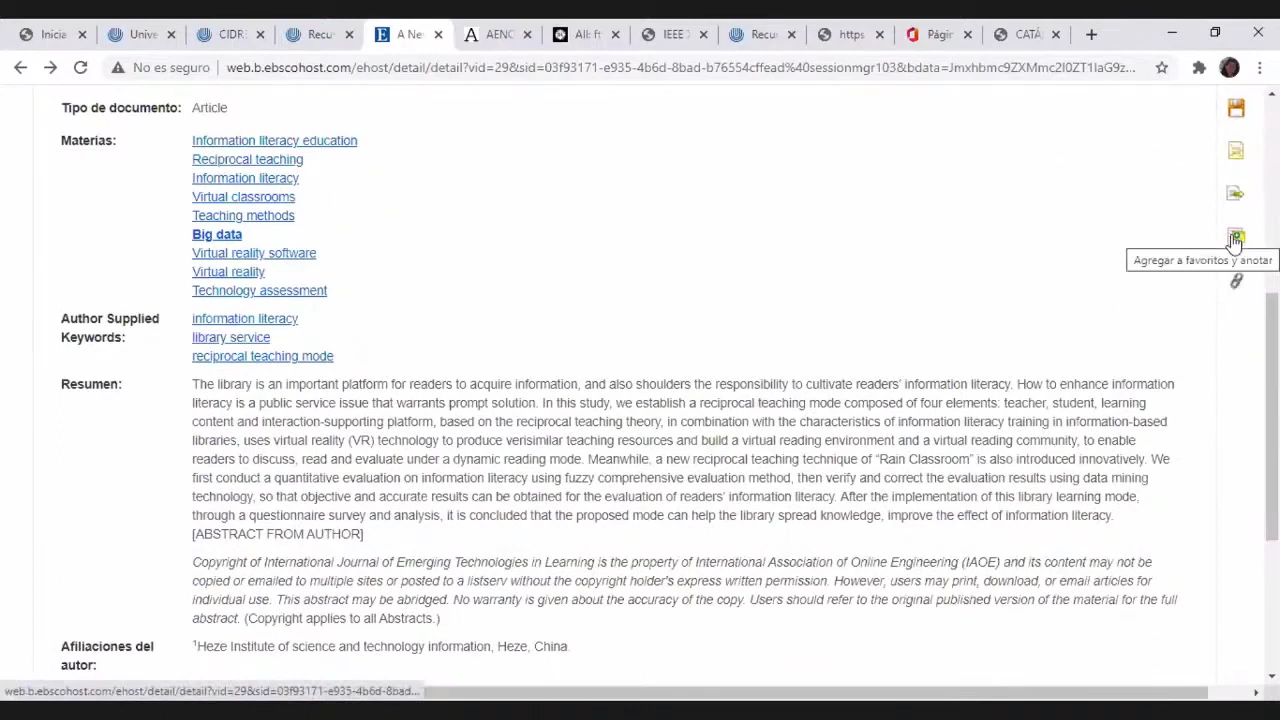 Inicia
Unive
CIDRE
Recu
A Ne
AENC
All: f
IEEE
Recu
https
Págin
CATÁ
No es seguro
web.b.ebscohost.com/ehost/detail/detail?vid=29&sid=03f93171-e935-4b6d-8bad-b76554cffead%40sessionmgr103&bdata=Jmxhbmc9ZXMmc2l0ZT1laG9z...
Tipo de documento: Article
Materias: Information literacy education
Reciprocal teaching
Information literacy
Virtual classrooms
Teaching methods
Big data
Virtual reality software
Virtual reality
Technology assessment
Agregar a favoritos y anotar
Author Supplied Keywords: information literacy
library service
reciprocal teaching mode
Resumen: The library is an important platform for readers to acquire information, and also shoulders the responsibility to cultivate readers' information literacy. How to enhance information
literacy is a public service issue that warrants prompt solution. In this study, we establish a reciprocal teaching mode composed of four elements: teacher, student, learning
content and interaction-supporting platform, based on the reciprocal teaching theory, in combination with the characteristics of information literacy training in information-based
libraries, uses virtual reality (VR) technology to produce verisimilar teaching resources and build a virtual reading environment and a virtual reading community, to enable
readers to discuss, read and evaluate under a dynamic reading mode. Meanwhile, a new reciprocal teaching technique of “Rain Classroom” is also introduced innovatively. We
first conduct a quantitative evaluation on information literacy using fuzzy comprehensive evaluation method, then verify and correct the evaluation results using data mining
technology, so that objective and accurate results can be obtained for the evaluation of readers' information literacy. After the implementation of this library learning mode,
through a questionnaire survey and analysis, it is concluded that the proposed mode can help the library spread knowledge, improve the effect of information literacy.
[ABSTRACT FROM AUTHOR]
Copyright of International Journal of Emerging Technologies in Learning is the property of International Association of Online Engineering (IAOE) and its content may not be
copied or emailed to multiple sites or posted to a listserv without the copyright holder's express written permission. However, users may print, download, or email articles for
individual use. This abstract may be abridged. No warranty is given about the accuracy of the copy. Users should refer to the original published version of the material for the full
abstract. (Copyright applies to all Abstracts.)
Afiliaciones del autor: ¹Heze Institute of science and technology information, Heze, China.
web.b.ebscohost.com/ehost/detail/detail?vid=29&sid=03f93171-e935-4b6d-8bad...